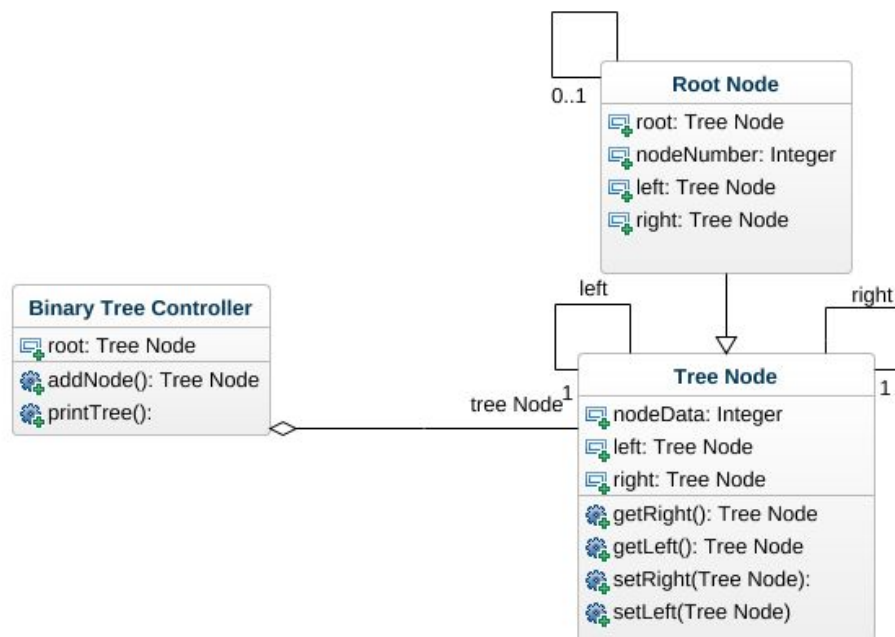 0..1
Root Node
root: Tree Node
nodeNumber: Integer
left: Tree Node
right: Tree Node
left
right
Binary Tree Controller
root: Tree Node
addNode(): Tree Node
printTree():
tree Node
1
1
Tree Node
nodeData: Integer
left: Tree Node
right: Tree Node
getRight(): Tree Node
getLeft(): Tree Node
setRight(Tree Node):
setLeft(Tree Node)